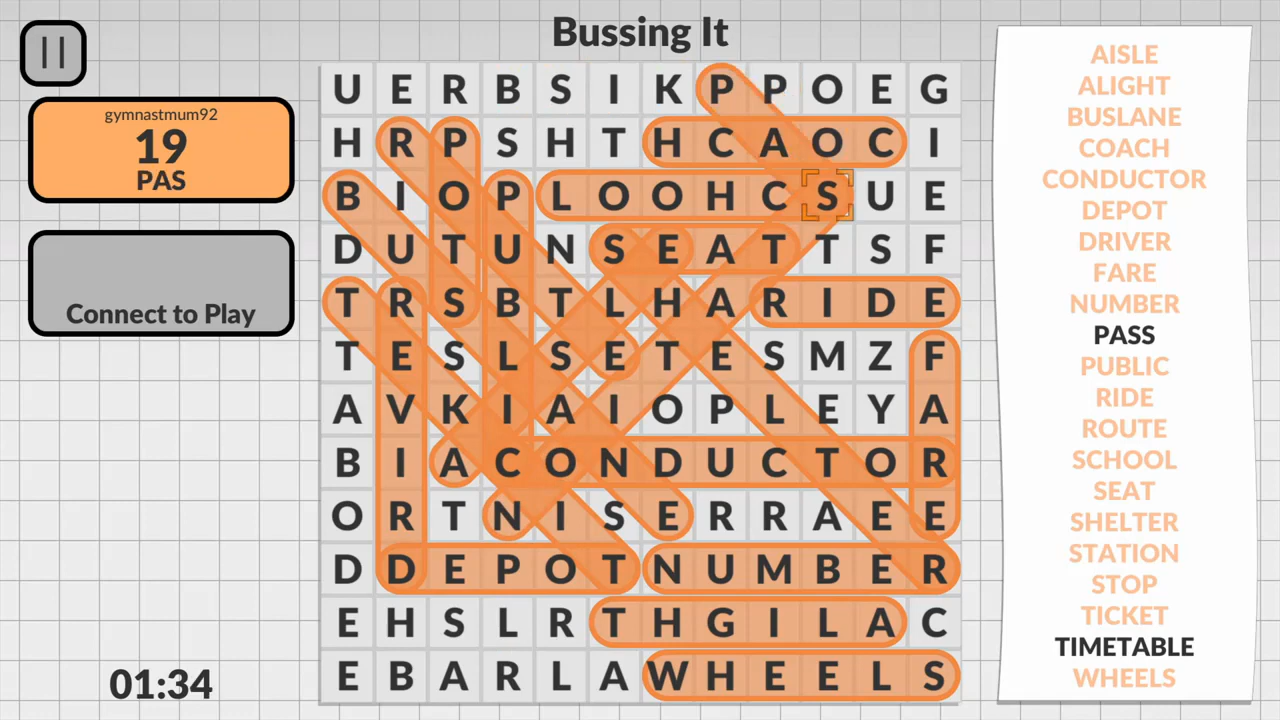 Bussing It
gymnastmum92
19
PAS
Connect to Play
01:34
U E R B S I K P P O E G
H R P S H T H C A O C I
B I O P L O O H C S U E
D U T U N S E A T T S F
T R S B T L H A R I D E
T E S L S E T E S M Z F
A V K I A I O P L E Y A
B I A C O N D U C T O R
O R T N I S E R R A E E
D D E P O T N U M B E R
E H S L R T H G I L A C
E B A R L A W H E E L S
AISLE
ALIGHT
BUSLANE
COACH
CONDUCTOR
DEPOT
DRIVER
FARE
NUMBER
PASS
PUBLIC
RIDE
ROUTE
SCHOOL
SEAT
SHELTER
STATION
STOP
TICKET
TIMETABLE
WHEELS